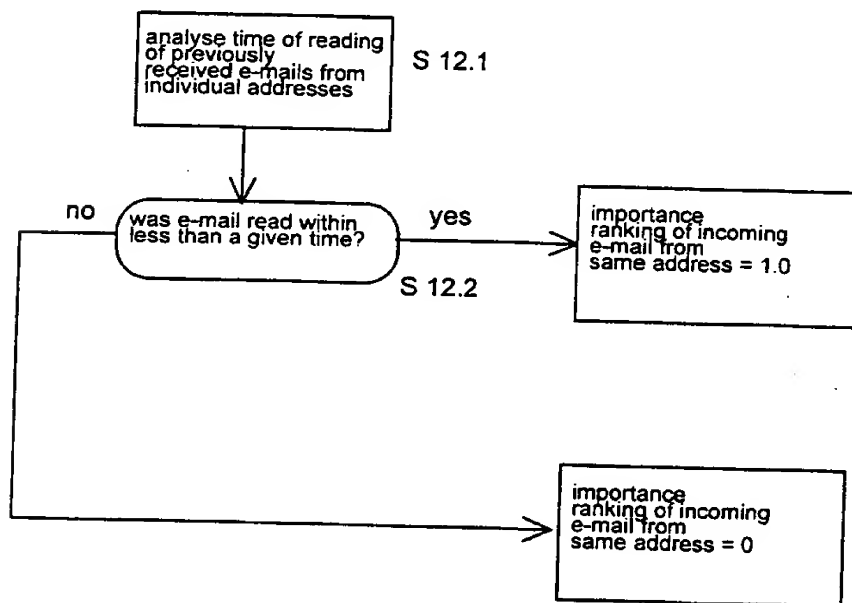 analyse time of reading
of previously
received e-mails from
individual addresses
S 12.1
no
was e-mail read within
less than a given time?
yes
S 12.2
importance
ranking of incoming
e-mail from
same address = 1.0
importance
ranking of incoming
e-mail from
same address = 0